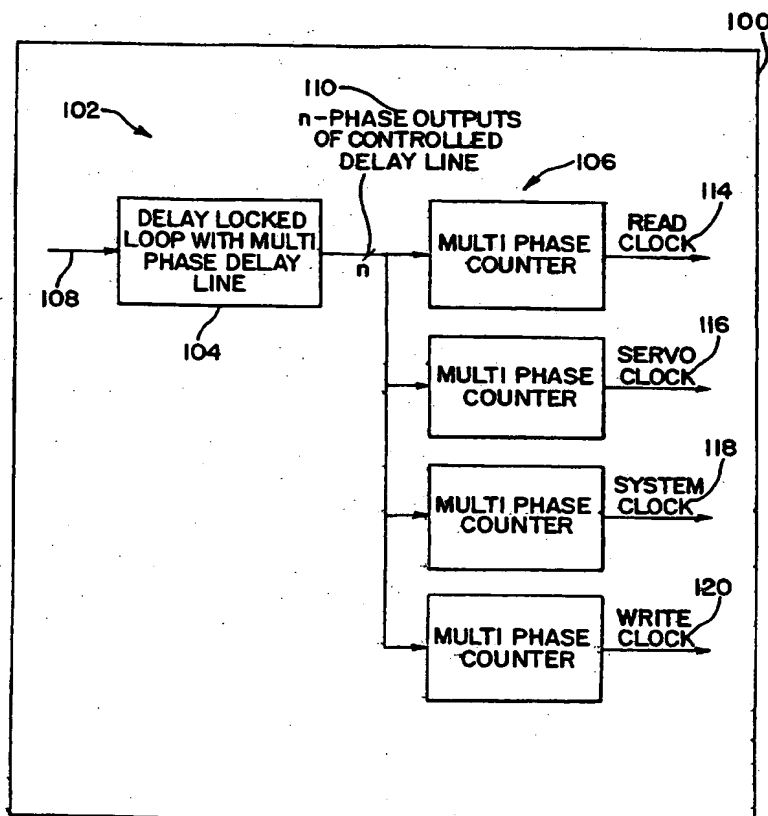 100
102
110
n-PHASE OUTPUTS
OF CONTROLLED
DELAY LINE
106
DELAY LOCKED
LOOP WITH MULTI
PHASE DELAY
LINE
108
104
n
MULTI PHASE
COUNTER
READ
CLOCK
114
MULTI PHASE
COUNTER
SERVO
CLOCK
116
MULTI PHASE
COUNTER
SYSTEM
CLOCK
118
MULTI PHASE
COUNTER
WRITE
CLOCK
120